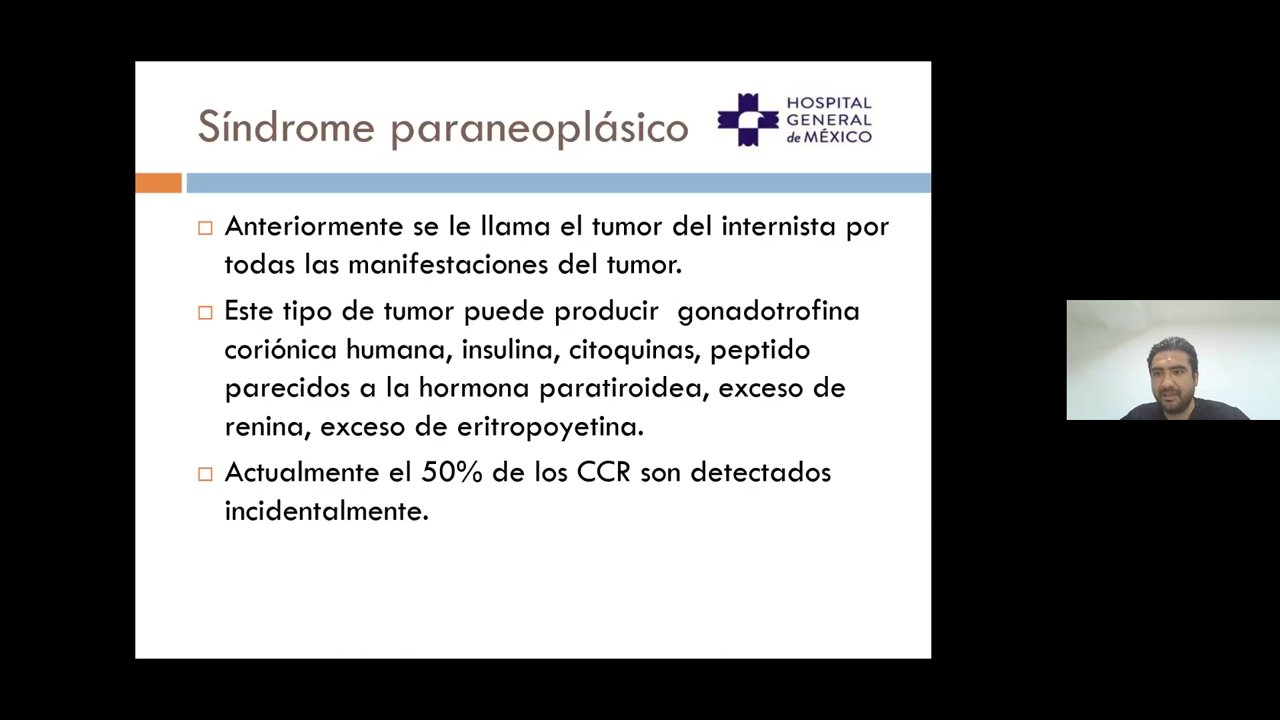 Síndrome paraneoplásico
HOSPITAL
GENERAL
de MÉXICO
Anteriormente se le llama el tumor del internista por
todas las manifestaciones del tumor.
Este tipo de tumor puede producir gonadotrofina
coriónica humana, insulina, citoquinas, peptido
parecidos a la hormona paratiroidea, exceso de
renina, exceso de eritropoyetina.
Actualmente el 50% de los CCR son detectados
incidentalmente.